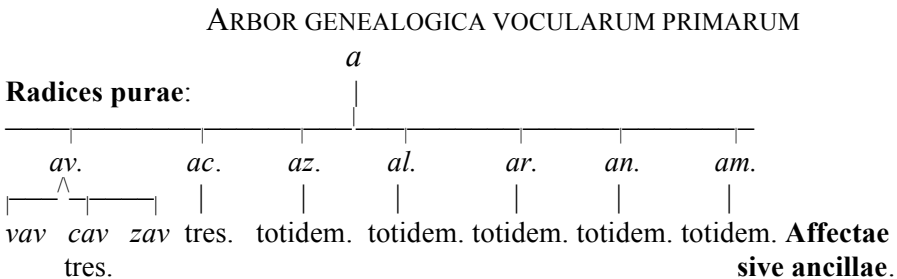 ARBOR GENEALOGICA VOCULARUM PRIMARUM
a
Radices purae:
av. ac. az. al. ar. an. am.
vav cav zav tres. totidem. totidem. totidem. totidem. totidem. Affectae
tres. sive ancillae.